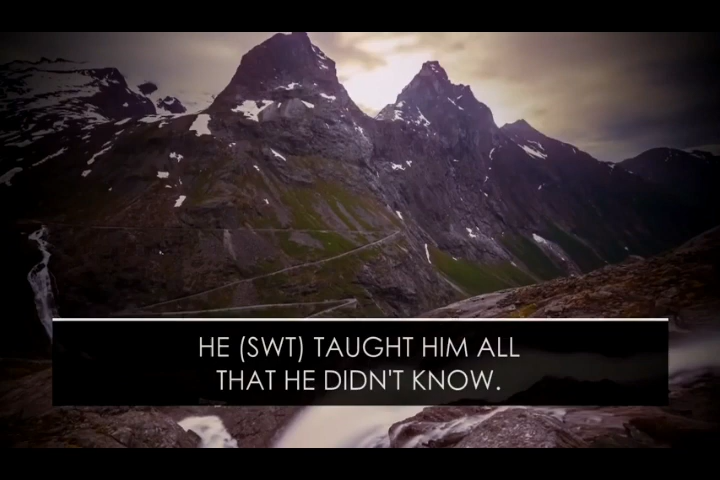 HE (SWT) TAUGHT HIM ALL
THAT HE DIDN'T KNOW.